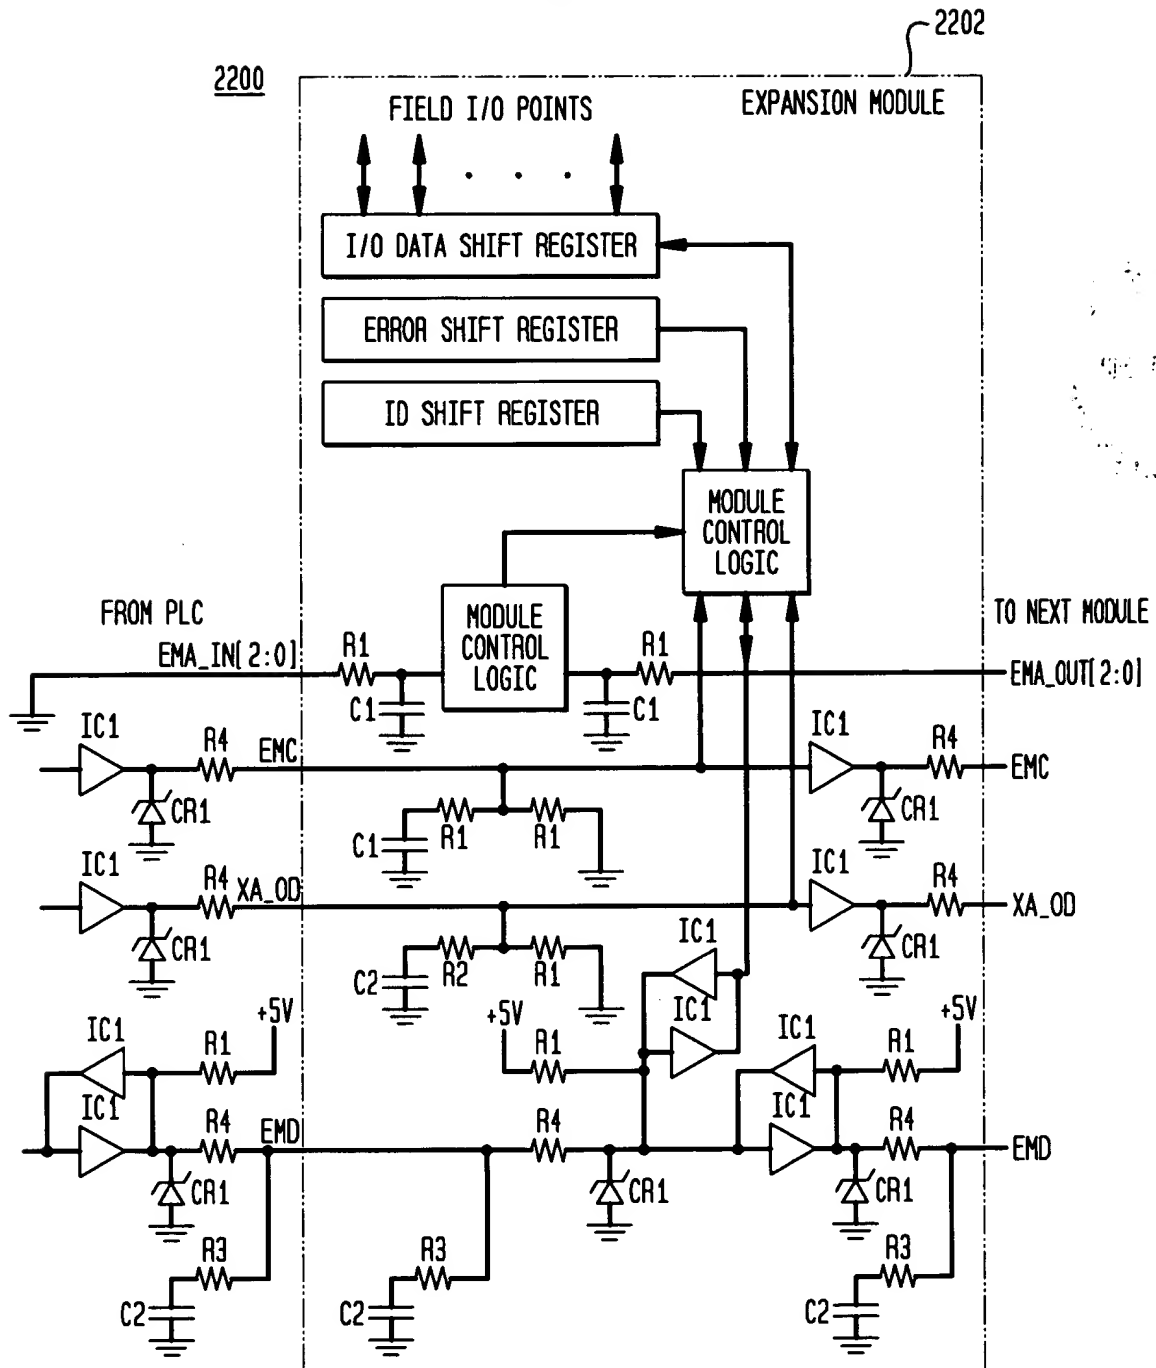 2202
2200
FIELD I/O POINTS
EXPANSION MODULE
I/O DATA SHIFT REGISTER
ERROR SHIFT REGISTER
ID SHIFT REGISTER
MODULE
CONTROL
LOGIC
FROM PLC
MODULE
CONTROL
LOGIC
TO NEXT MODULE
EMA_IN[2:0]
R1
R1
EMA_OUT[2:0]
C1
C1
IC1
R4
EMC
IC1
R4
EMC
CR1
C1
R1
R1
CR1
IC1
R4
XA_OD
IC1
R4
XA_OD
CR1
C2
R2
R1
IC1
CR1
+5V
+5V
IC1
+5V
IC1
R1
R1
IC1
R1
IC1
R4
EMD
R4
IC1
R4
EMD
CR1
CR1
CR1
R3
R3
R3
C2
C2
C2